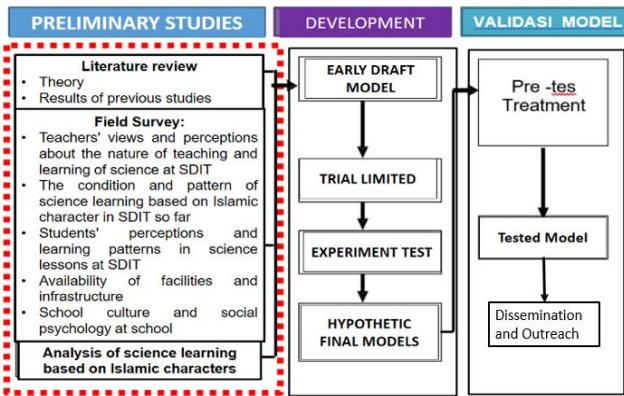 PRELIMINARY STUDIES
Literature review
• Theory
• Results of previous studies
Field Survey:
• Teachers' views and perceptions
about the nature of teaching and
learning of science at SDIT
• The condition and pattern of
science learning based on Islamic
character in SDIT so far
• Students' perceptions and
learning patterns in science
lessons at SDIT
• Availability of facilities and
infrastructure
• School culture and social
psychology at school
Analysis of science learning
based on Islamic characters
DEVELOPMENT
EARLY DRAFT
MODEL
TRIAL LIMITED
EXPERIMENT TEST
HYPOTHETIC
FINAL MODELS
VALIDASI MODEL
Pre -tes
Treatment
Tested Model
Dissemination
and Outreach